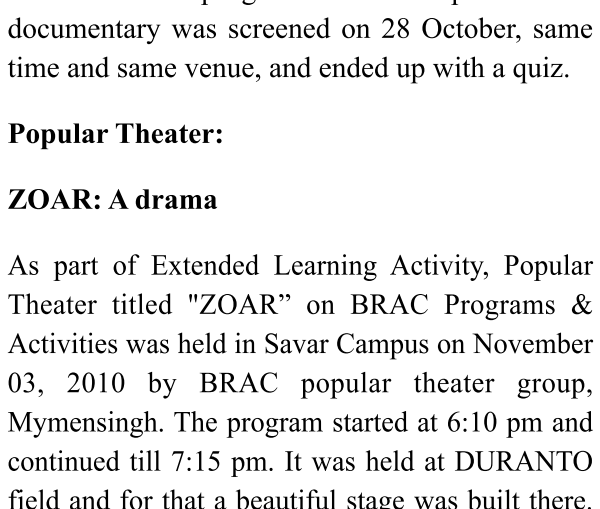 documentary was screened on 28 October, same
time and same venue, and ended up with a quiz.
Popular Theater:
ZOAR: A drama
As part of Extended Learning Activity, Popular
Theater titled "ZOAR” on BRAC Programs &
Activities was held in Savar Campus on November
03, 2010 by BRAC popular theater group,
Mymensingh. The program started at 6:10 pm and
continued till 7:15 pm. It was held at DURANTO
field and for that a beautiful stage was built there.